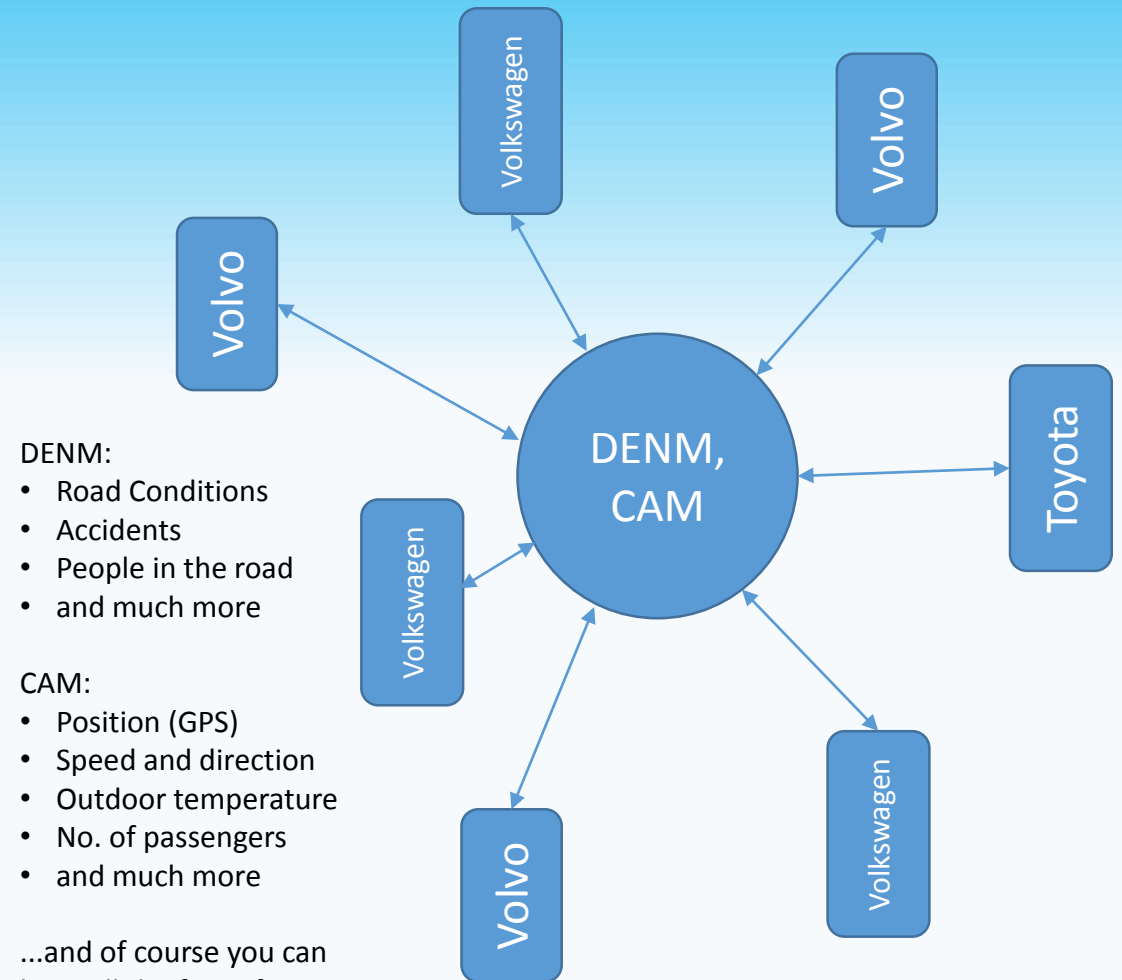 Volkswagen
Volvo
Volvo
DENM,
CAM
Toyota
DENM:
• Road Conditions
• Accidents
• People in the road
• and much more
Volkswagen
CAM:
• Position (GPS)
• Speed and direction
• Outdoor temperature
• No. of passengers
• and much more
Volkswagen
Volvo
...and of course you can